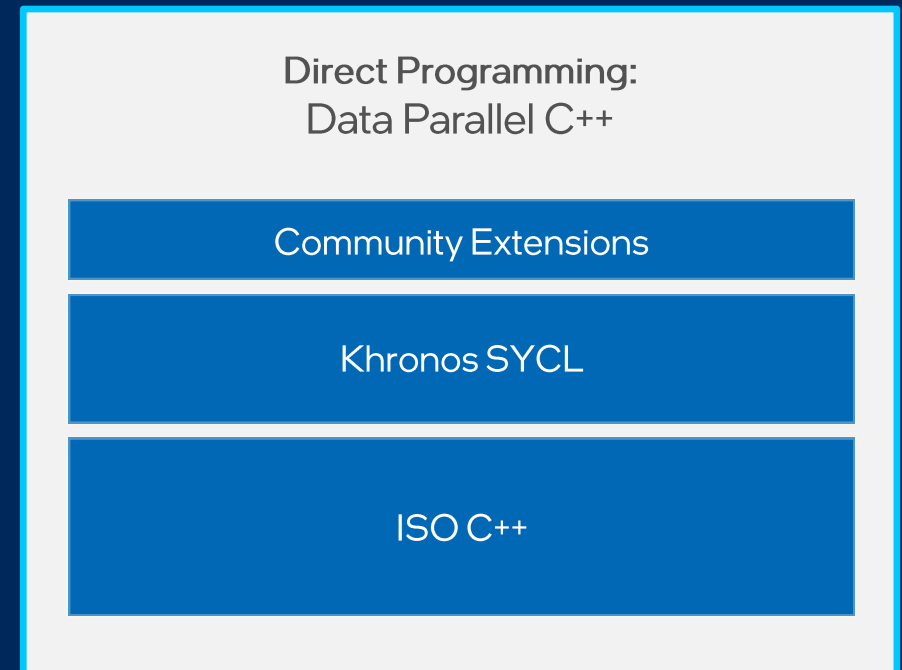 Direct Programming:
Data Parallel C++
Community Extensions
Khronos SYCL
ISO C++